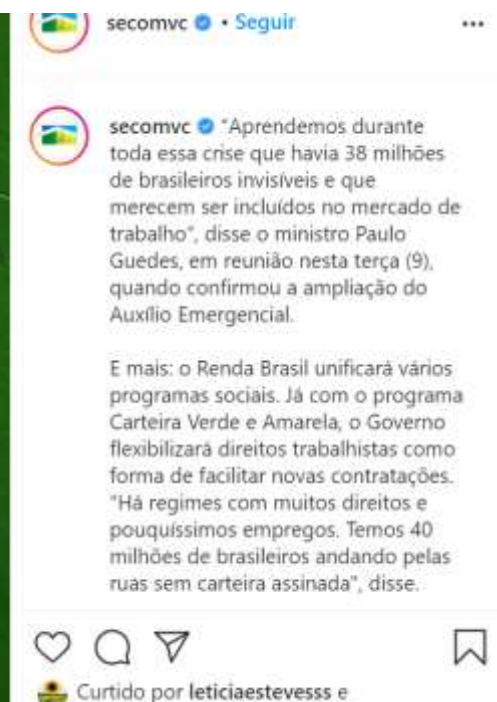 secomvc • Seguir
secomvc "Aprendemos durante
toda essa crise que havia 38 milhões
de brasileiros invisíveis e que
merecem ser incluídos no mercado de
trabalho", disse o ministro Paulo
Guedes, em reunião nesta terça (9),
quando confirmou a ampliação do
Auxílio Emergencial.
E mais: o Renda Brasil unificará vários
programas sociais. Já com o programa
Carteira Verde e Amarela, o Governo
flexibilizará direitos trabalhistas como
forma de facilitar novas contratações.
"Há regimes com muitos direitos e
pouquíssimos empregos. Temos 40
milhões de brasileiros andando pelas
ruas sem carteira assinada", disse.
Curtido por leticiaestevesss e